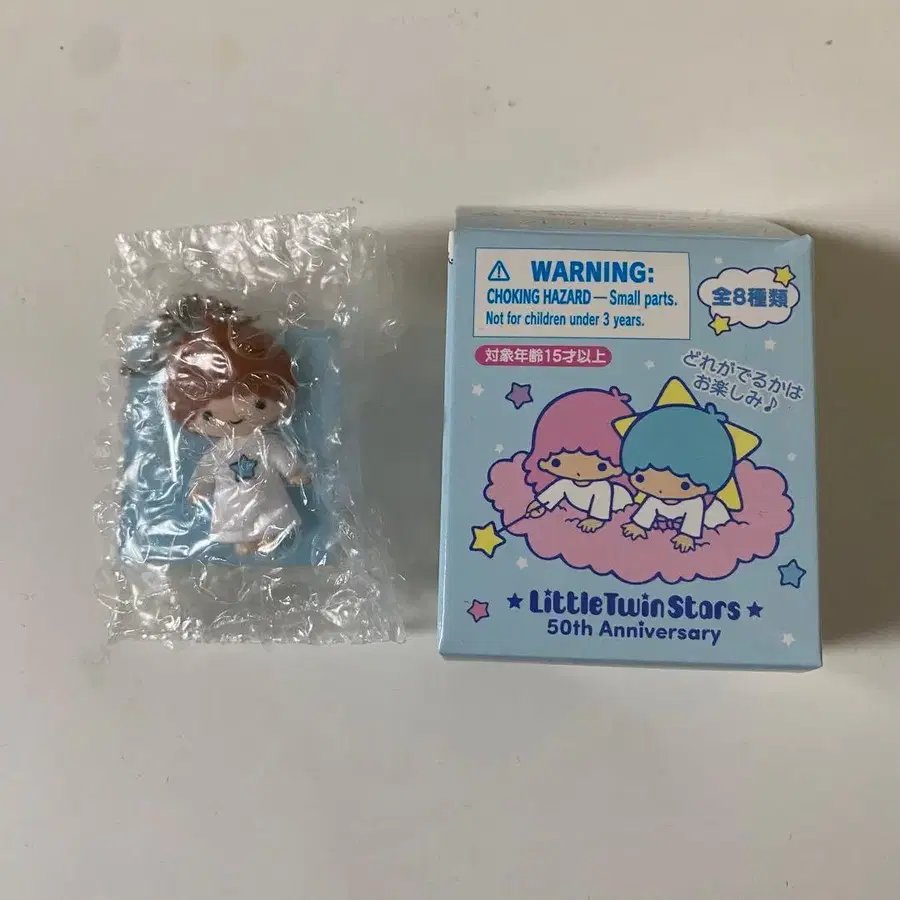 ⚠ WARNING:
CHOKING HAZARD — Small parts.
Not for children under 3 years.
全8種類
対象年齢15才以上
どれがでるかは
お楽しみ♪
★ LittleTwinStars ★
50th Anniversary